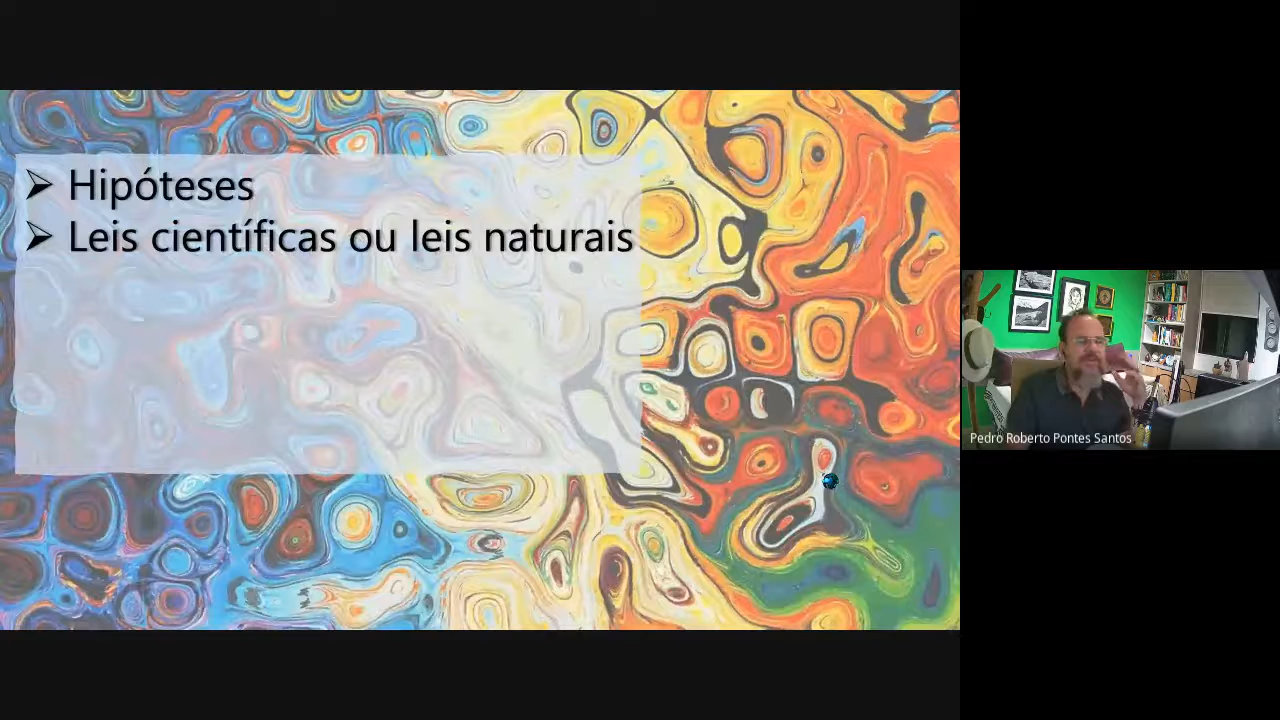 Hipóteses
Leis científicas ou leis naturais
Pedro Roberto Pontes Santos